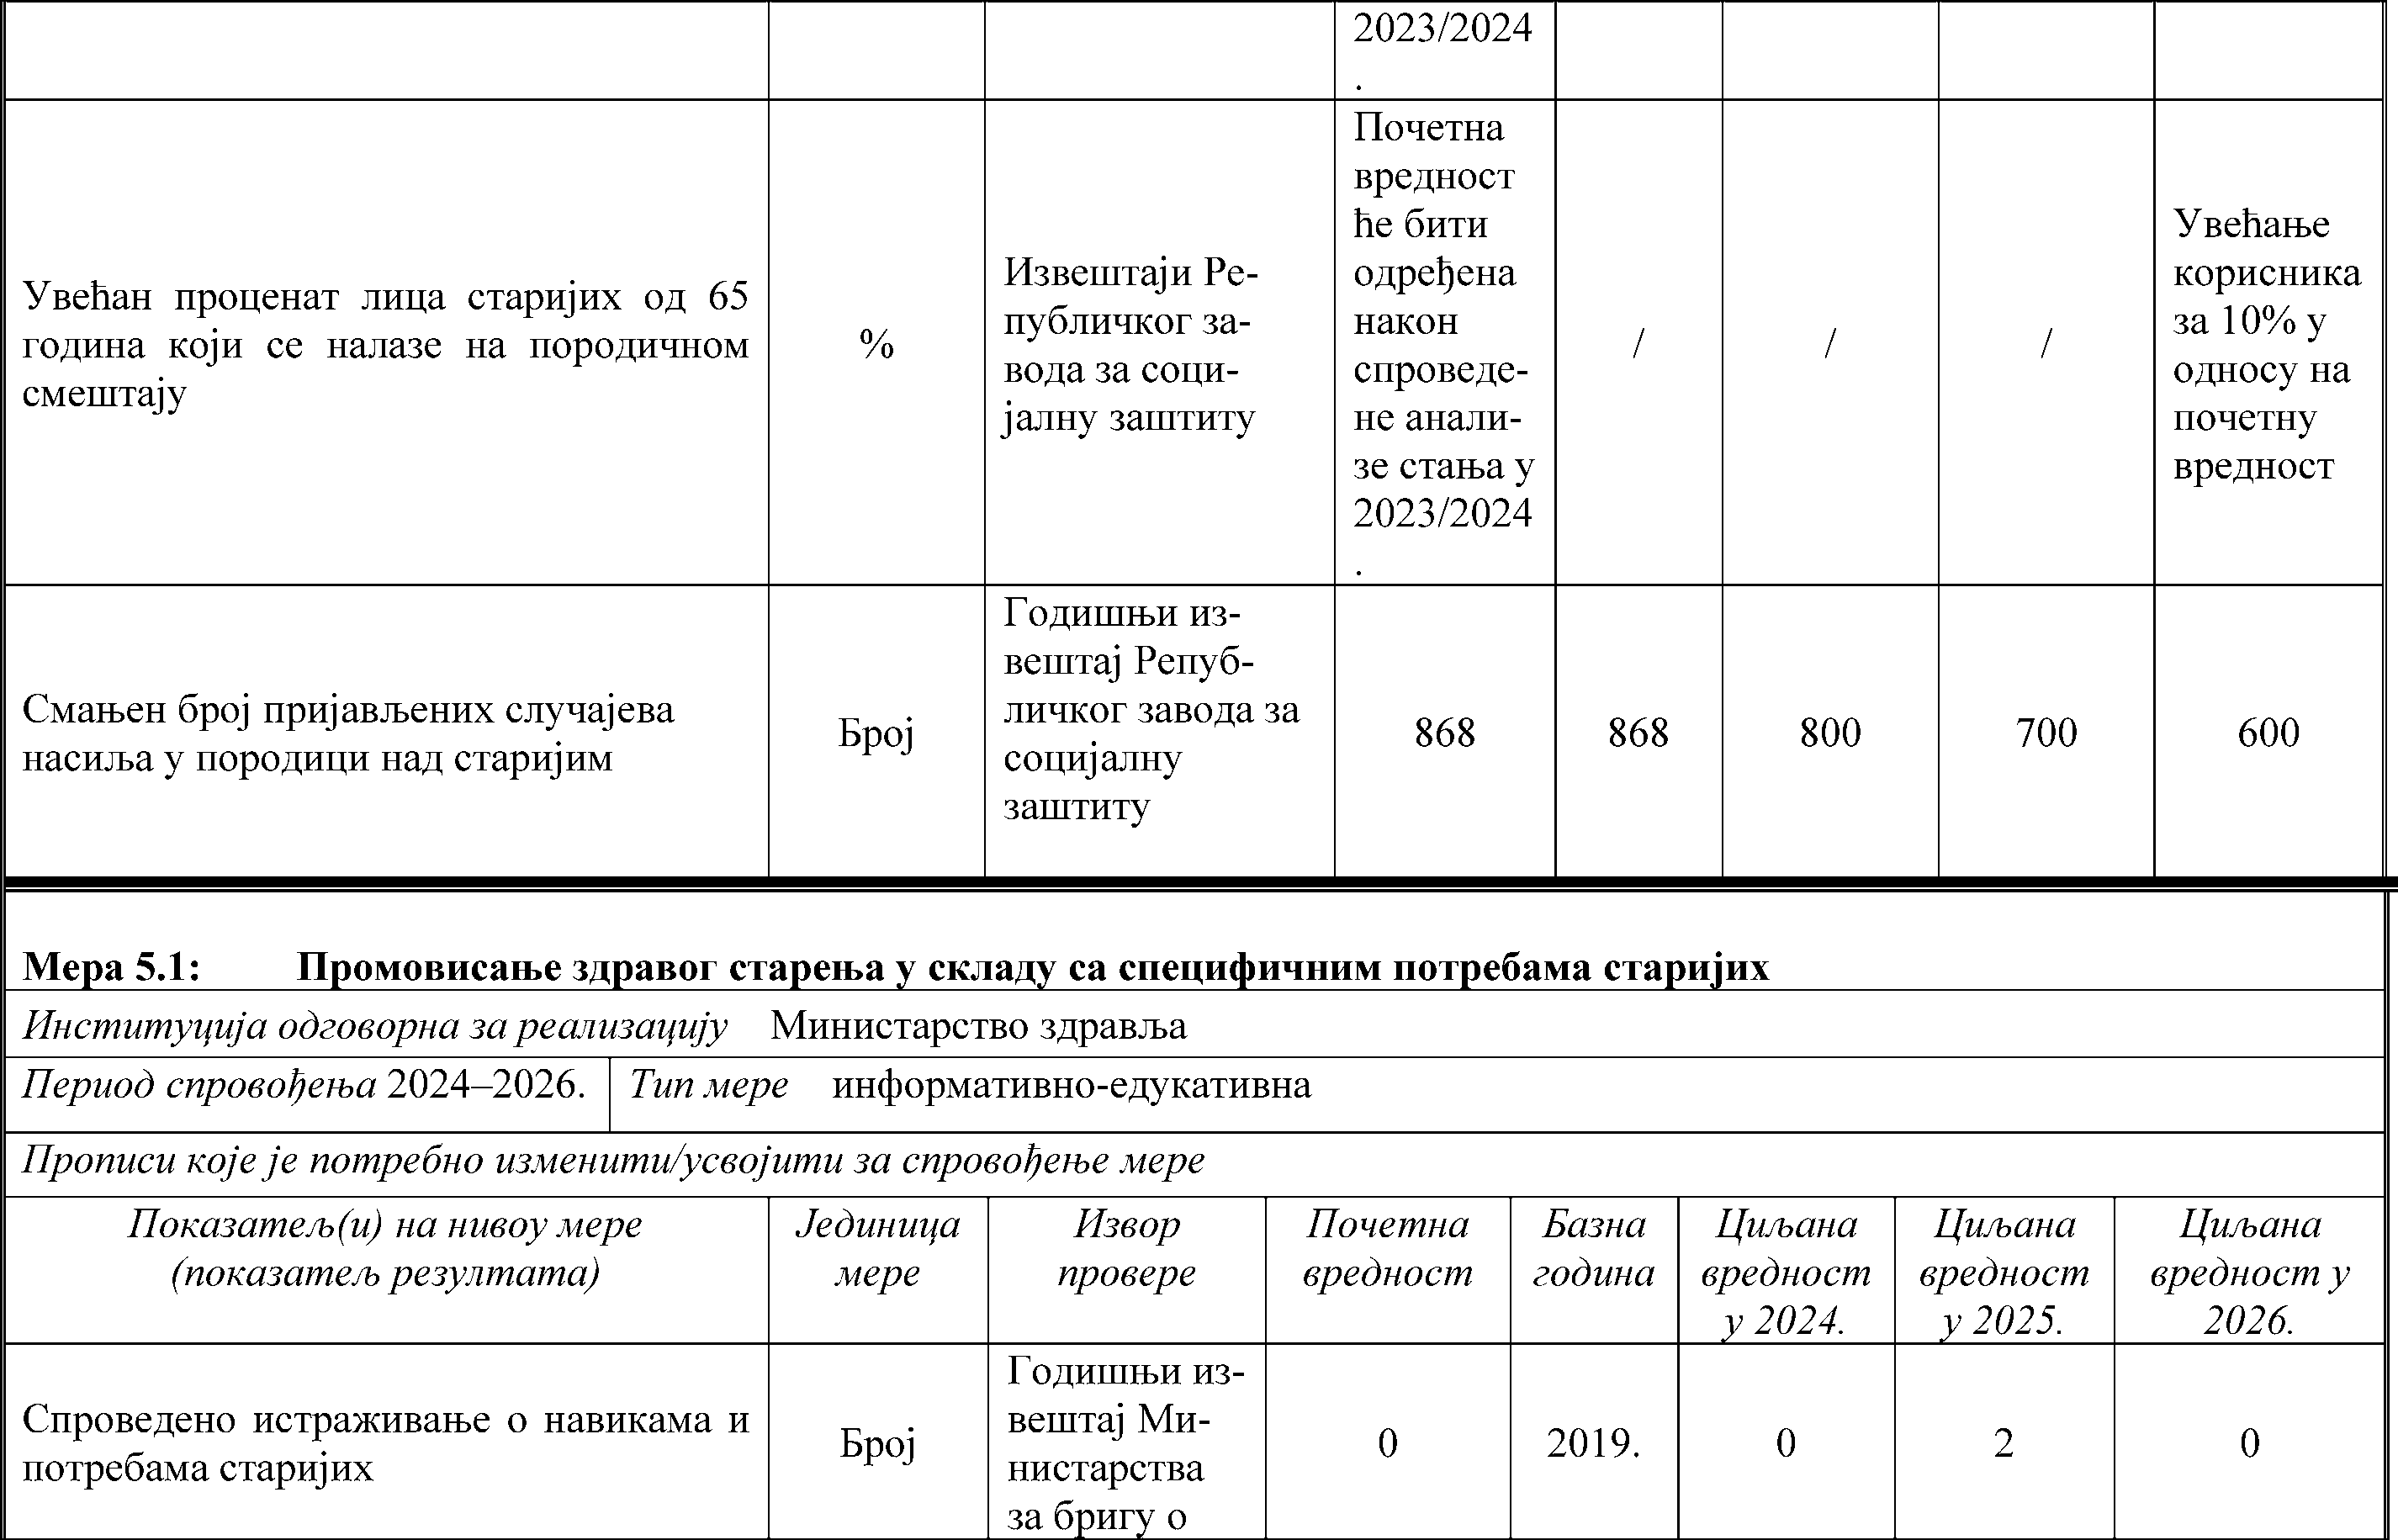 2023/2024
.
Увећан проценат лица старијих од 65
година који се налазе на породичном
смештају
%
Извештаји Ре-
публичког за-
вода за соци-
јалну заштиту
Почетна
вредност
ће бити
одређена
након
спроведе-
не анали-
зе стања у
2023/2024
.
/
/
/
Увећање
корисника
за 10% у
односу на
почетну
вредност
Смањен број пријављених случајева
насиља у породици над старијим
Број
Годишњи из-
вештај Репуб-
личког завода за
социјалну
заштиту
868
868
800
700
600
Мера 5.1: Промовисање здравог старења у складу са специфичним потребама старијих
Институција одговорна за реализацију Министарство здравља
Период спровођења 2024–2026.
Тип мере информативно-едукативна
Прописи које је потребно изменити/усвојити за спровођење мере
Показатељ(и) на нивоу мере
(показатељ резултата)
Јединица
мере
Извор
провере
Почетна
вредност
Базна
година
Циљана
вредност
у 2024.
Циљана
вредност
у 2025.
Циљана
вредност у
2026.
Спроведено истраживање о навикама и
потребама старијих
Број
Годишњи из-
вештај Ми-
нистарства
за бригу о
0
2019.
0
2
0